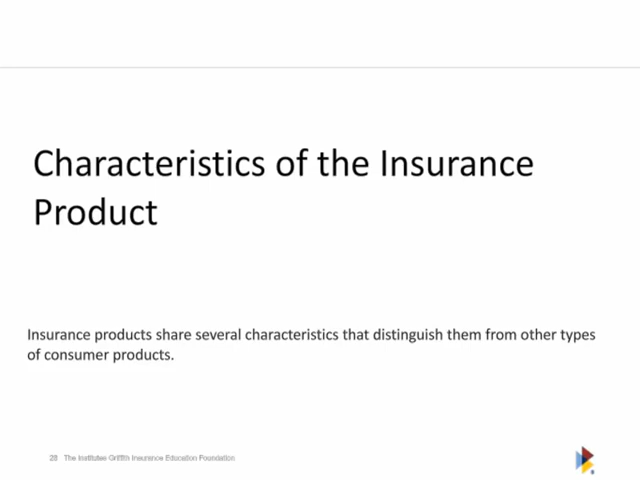 Characteristics of the Insurance
Product
Insurance products share several characteristics that distinguish them from other types
of consumer products.
28 The Institutes Griffith Insurance Education Foundation